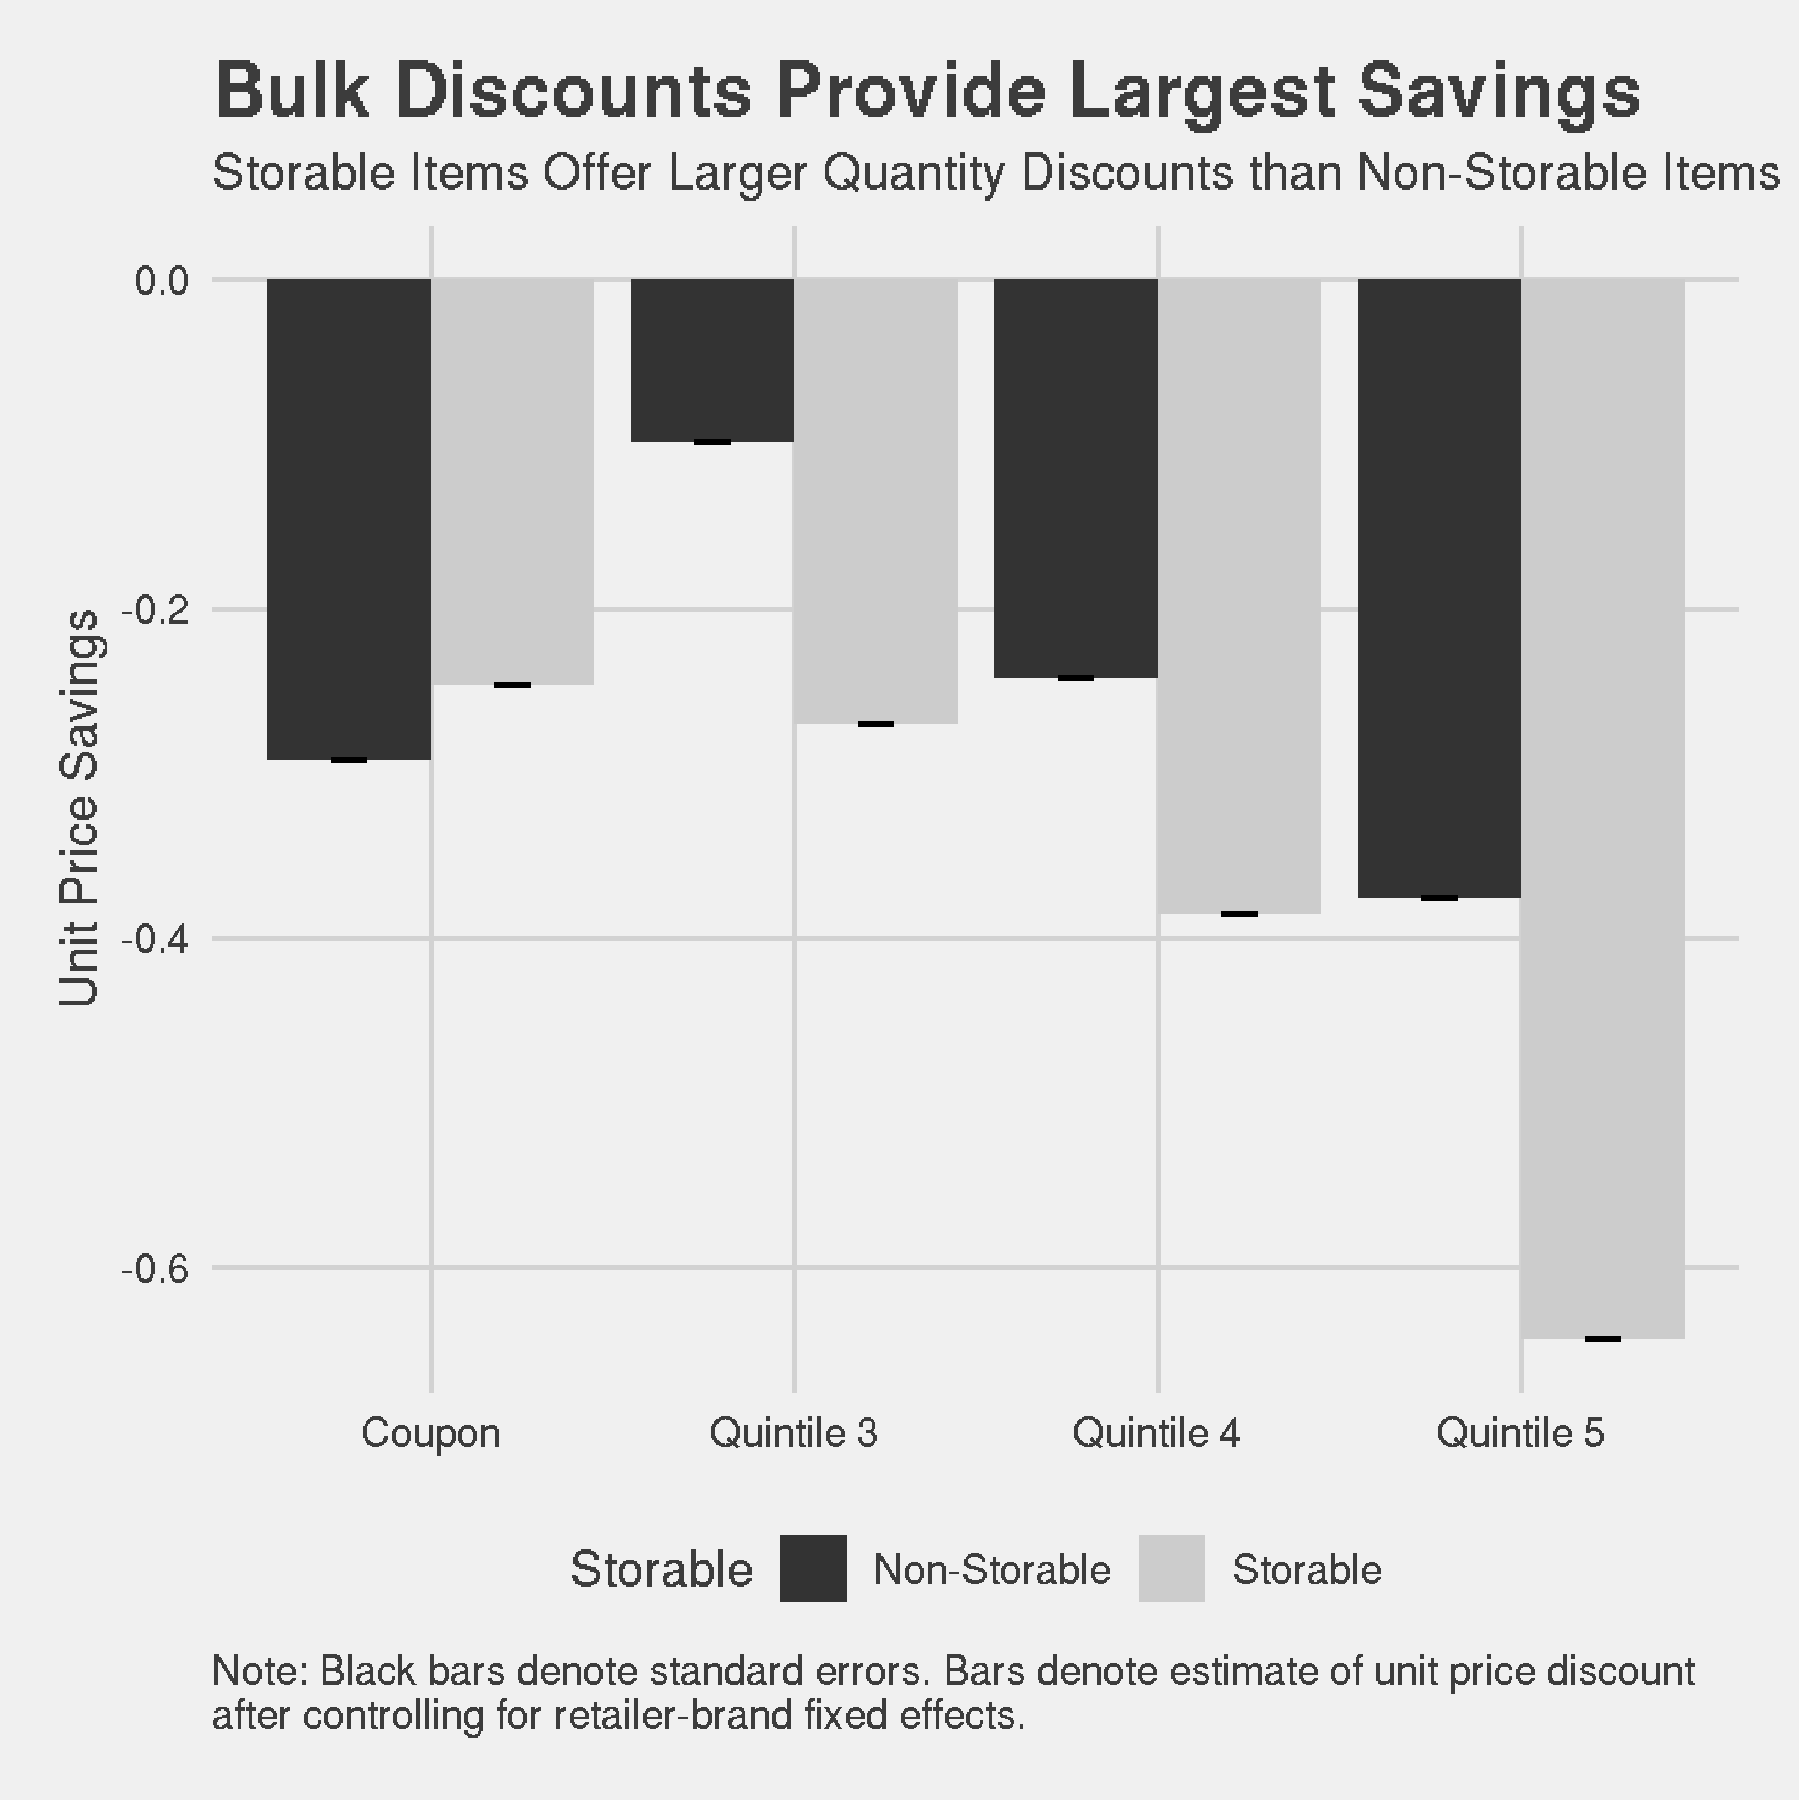 Bulk Discounts Provide Largest Savings
Storable Items Offer Larger Quantity Discounts than Non-Storable Items
Unit Price Savings
0.0
-0.2
-0.4
-0.6
Coupon Quintile 3 Quintile 4 Quintile 5
Storable Non-Storable Storable
Note: Black bars denote standard errors. Bars denote estimate of unit price discount
after controlling for retailer-brand fixed effects.